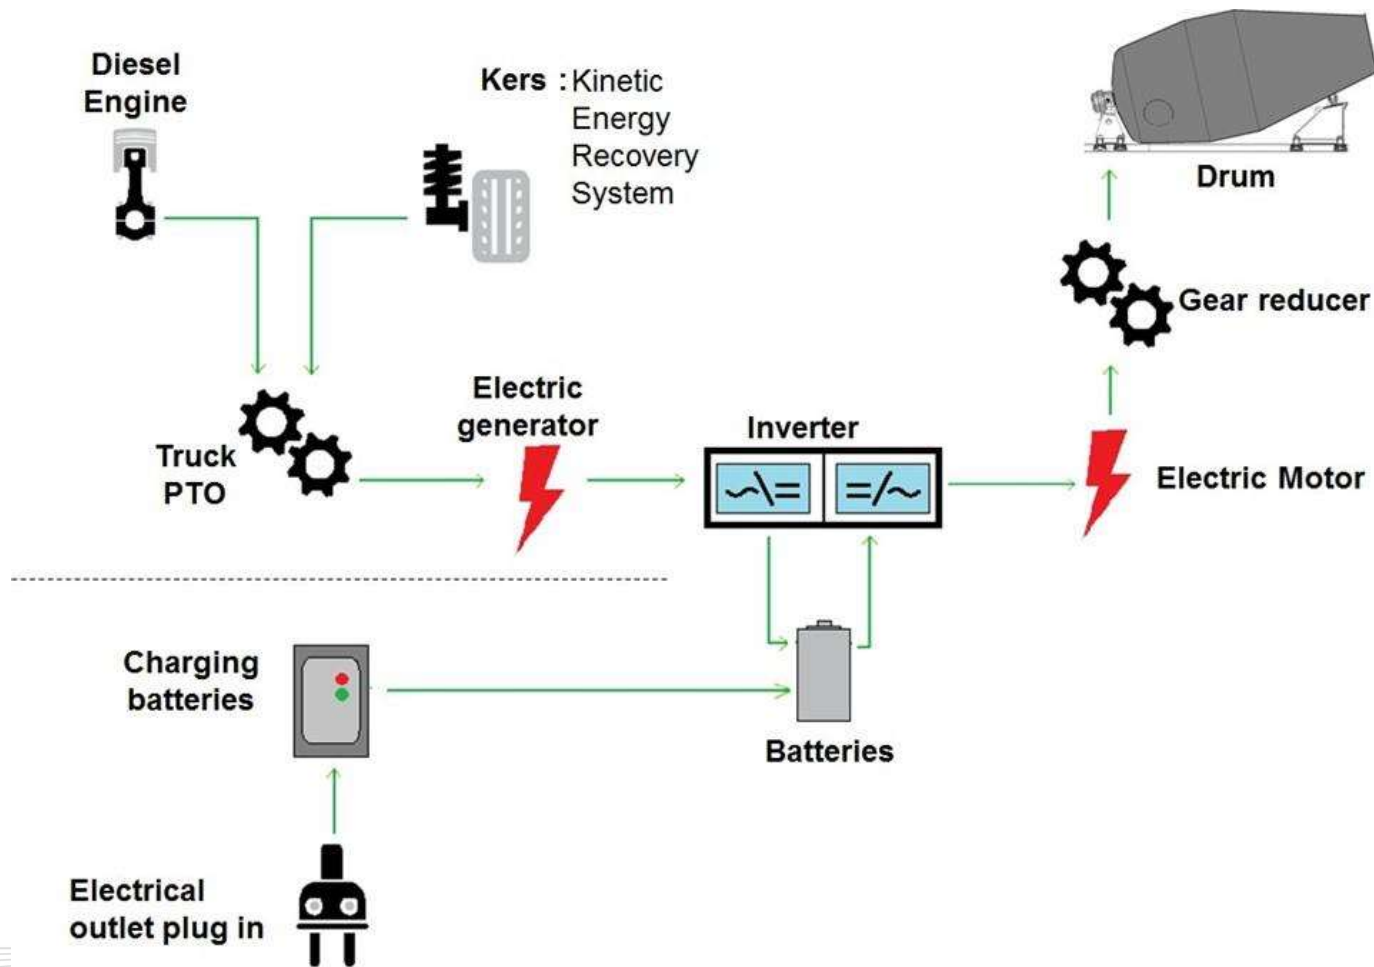 Diesel
Engine
Kers : Kinetic
Energy
Recovery
System
Drum
Gear reducer
Electric
generator
Inverter
Truck
PTO
Electric Motor
Charging
batteries
Batteries
Electrical
outlet plug in